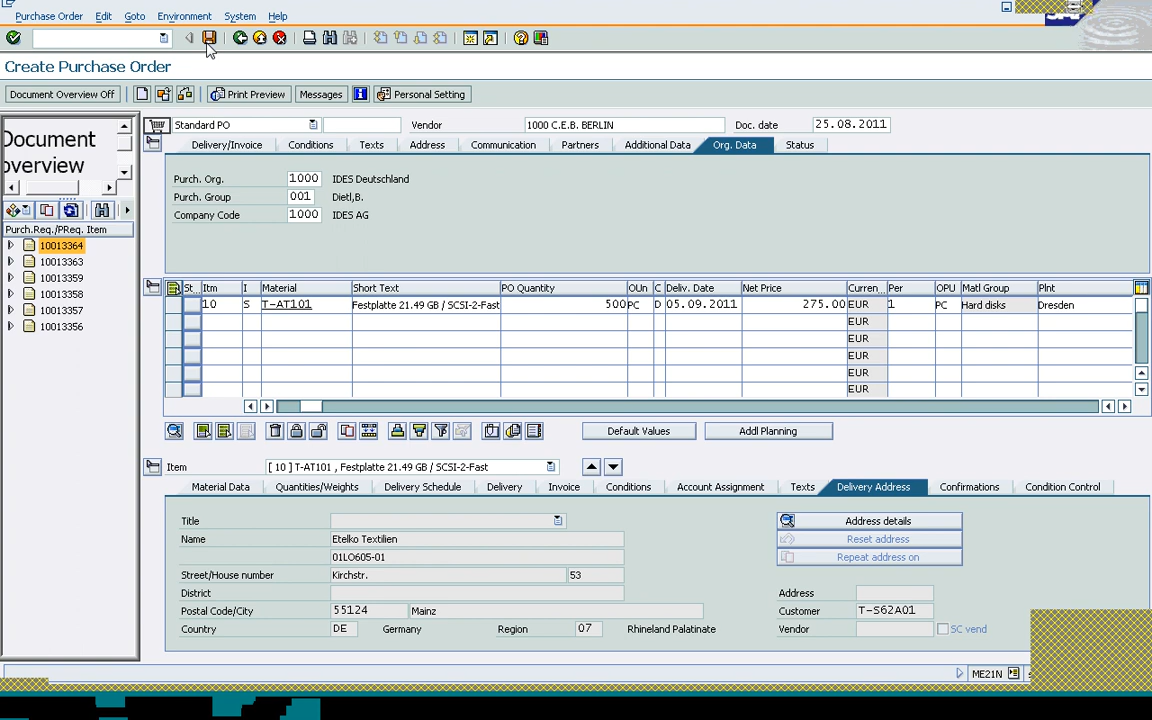 Purchase Order Edit Goto Environment System Help
Create Purchase Order
Document Overview Off Print Preview Messages Personal Setting
Document
overview
Purch.Req./PReq. Item
10013364
10013363
10013359
10013358
10013357
10013356
Standard PO Vendor 1000 C.E.B. BERLIN Doc. date 25.08.2011
Delivery/Invoice Conditions Texts Address Communication Partners Additional Data Org. Data Status
Purch. Org. 1000 IDES Deutschland
Purch. Group 001 Dietl,B.
Company Code 1000 IDES AG
St.. Itm I Material Short Text PO Quantity OUn C Deliv. Date Net Price Curren.. Per OPU Matl Group Plnt
10 S T-AT101 Festplatte 21.49 GB / SCSI-2-Fast 500 PC D 05.09.2011 275.00 EUR 1 PC Hard disks Dresden
EUR
EUR
EUR
EUR
EUR
Default Values Addl Planning
Item [ 10 ] T-AT101 , Festplatte 21.49 GB / SCSI-2-Fast
Material Data Quantities/Weights Delivery Schedule Delivery Invoice Conditions Account Assignment Texts Delivery Address Confirmations Condition Control
Title Address details
Name Etelko Textilien Reset address
01LO605-01 Repeat address on
Street/House number Kirchstr. 53
District Address
Postal Code/City 55124 Mainz Customer T-S62A01
Country DE Germany Region 07 Rhineland Palatinate Vendor SC vend
ME21N